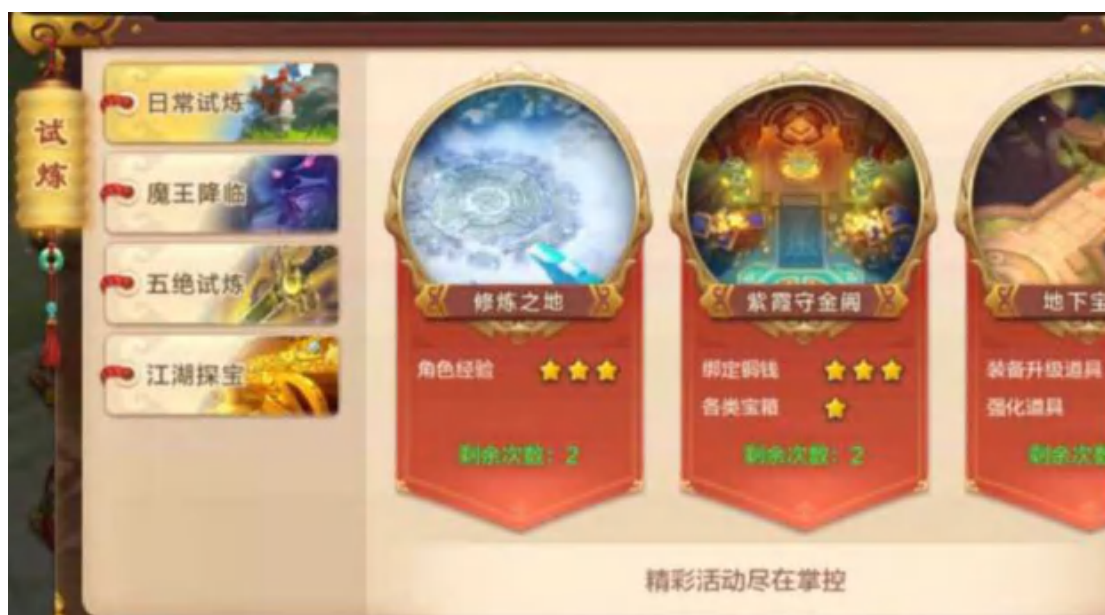 试炼
日常试炼
魔王降临
五绝试炼
江湖探宝
修炼之地
角色经验
剩余次数：2
紫霞守金阙
绑定铜钱
各类宝箱
剩余次数：2
地下宝
装备升级道具
强化道具
剩余次数
精彩活动尽在掌控